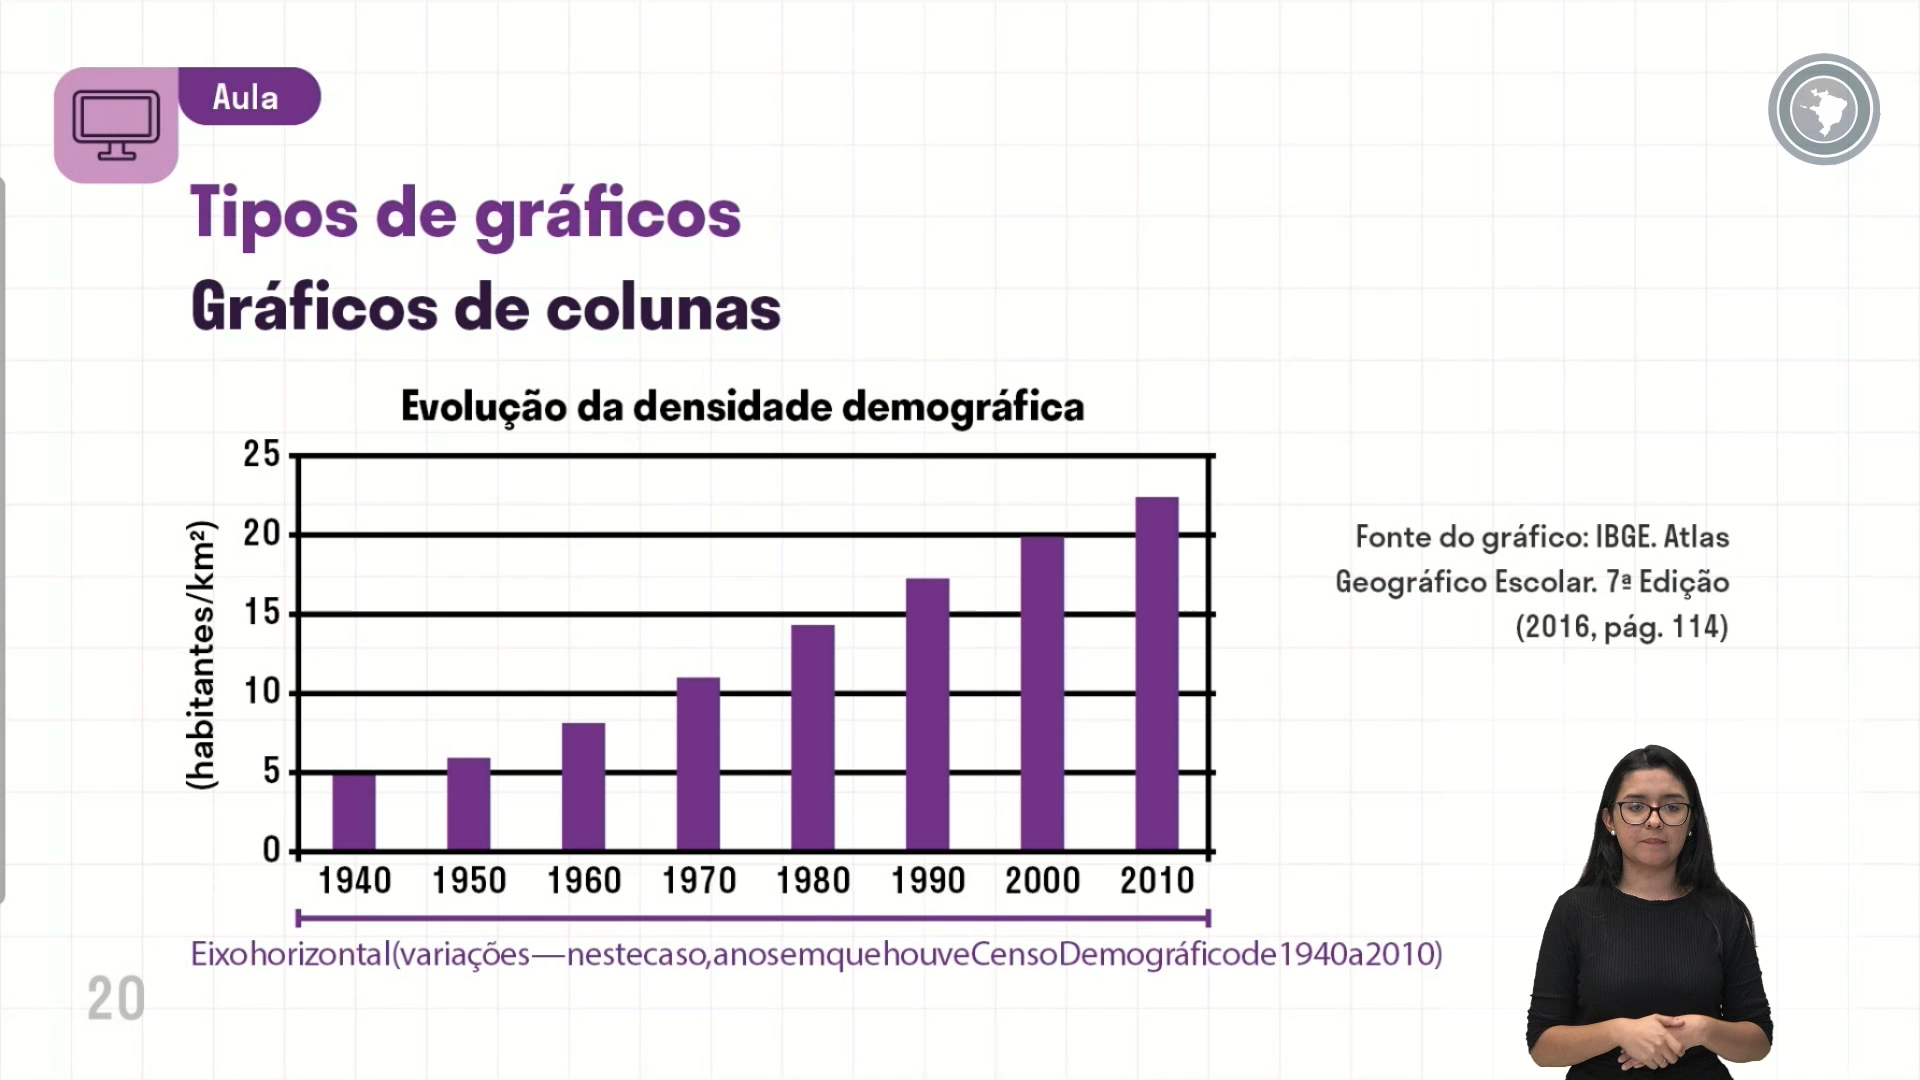 Aula
Tipos de gráficos
Gráficos de colunas
Evolução da densidade demográfica
(habitantes/km²)
25
20
15
10
5
0
1940 1950 1960 1970 1980 1990 2000 2010
Eixohorizontal(variações—nestecaso,anosemquehouveCensoDemográficode1940a2010)
Fonte do gráfico: IBGE. Atlas
Geográfico Escolar. 7ª Edição
(2016, pág. 114)
20